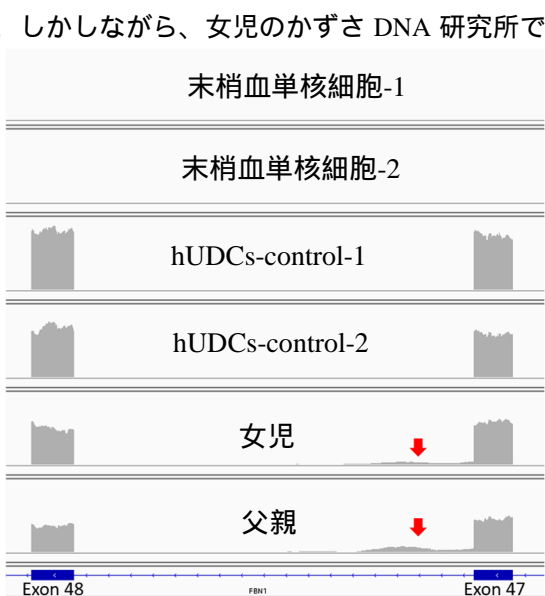 しかしながら、女児のかずさ DNA 研究所で
末梢血単核細胞-1
末梢血単核細胞-2
hUDCs-control-1
hUDCs-control-2
女児
父親
Exon 48 FBN1 Exon 47